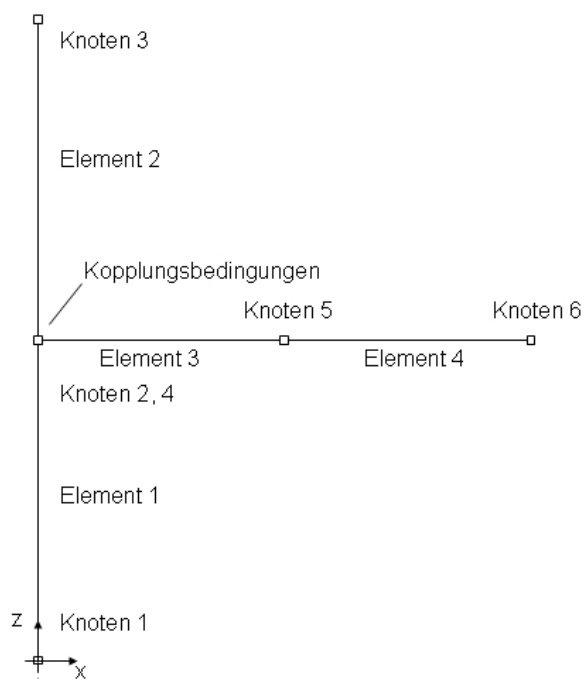 Knoten 3
Element 2
Kopplungsbedingungen
Knoten 5
Knoten 6
Element 3
Element 4
Knoten 2, 4
Element 1
Z
Knoten 1
X